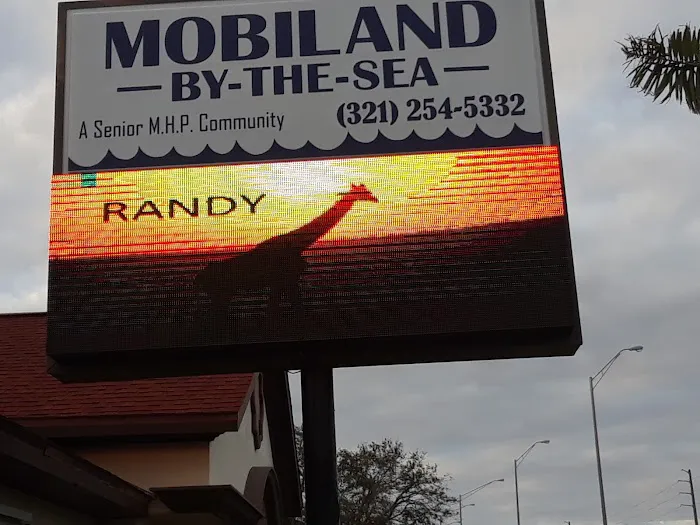 MOBILAND
— BY-THE-SEA —
A Senior M.H.P. Community
(321) 254-5332
RANDY